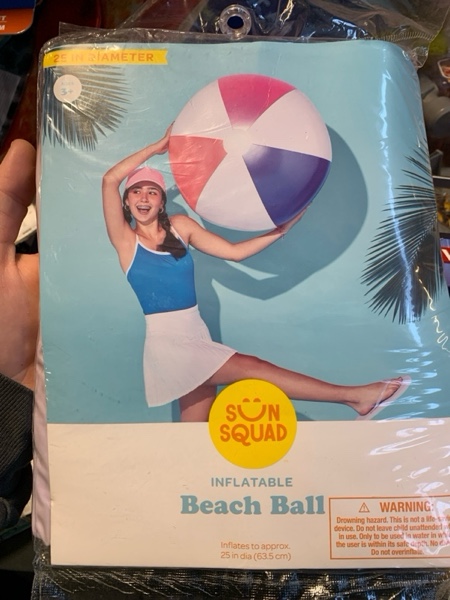 25 IN DIAMETER
3+
SUN
SQUAD
INFLATABLE
Beach Ball
Inflates to approx.
25 in dia (63.5 cm)
WARNING:
Drowning hazard. This is not a life-
device. Do not leave child unattended
in use. Only to be used in water in
the user is within its safe depth. No
Do not overinflate.